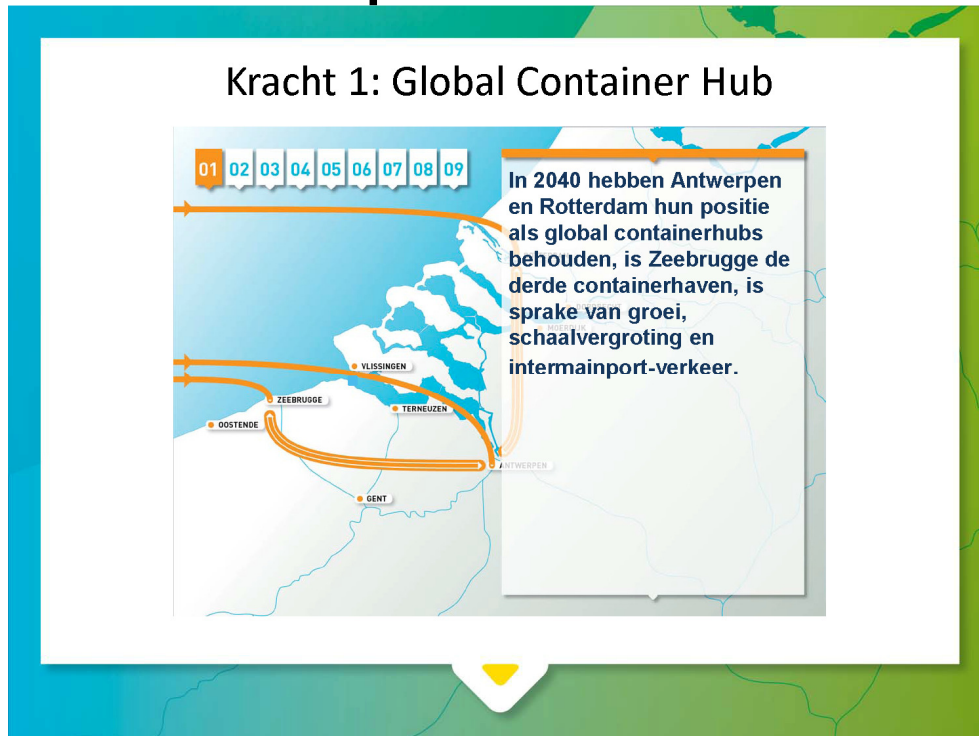 Kracht 1: Global Container Hub
01 02 03 04 05 06 07 08 09
In 2040 hebben Antwerpen
en Rotterdam hun positie
als global containerhubs
behouden, is Zeebrugge de
derde containerhaven, is
sprake van groei,
schaalvergroting en
intermainport-verkeer.
MOERDIJK
VLISSINGEN
ZEEBRUGGE
TERNEUZEN
OOSTENDE
ANTWERPEN
GENT